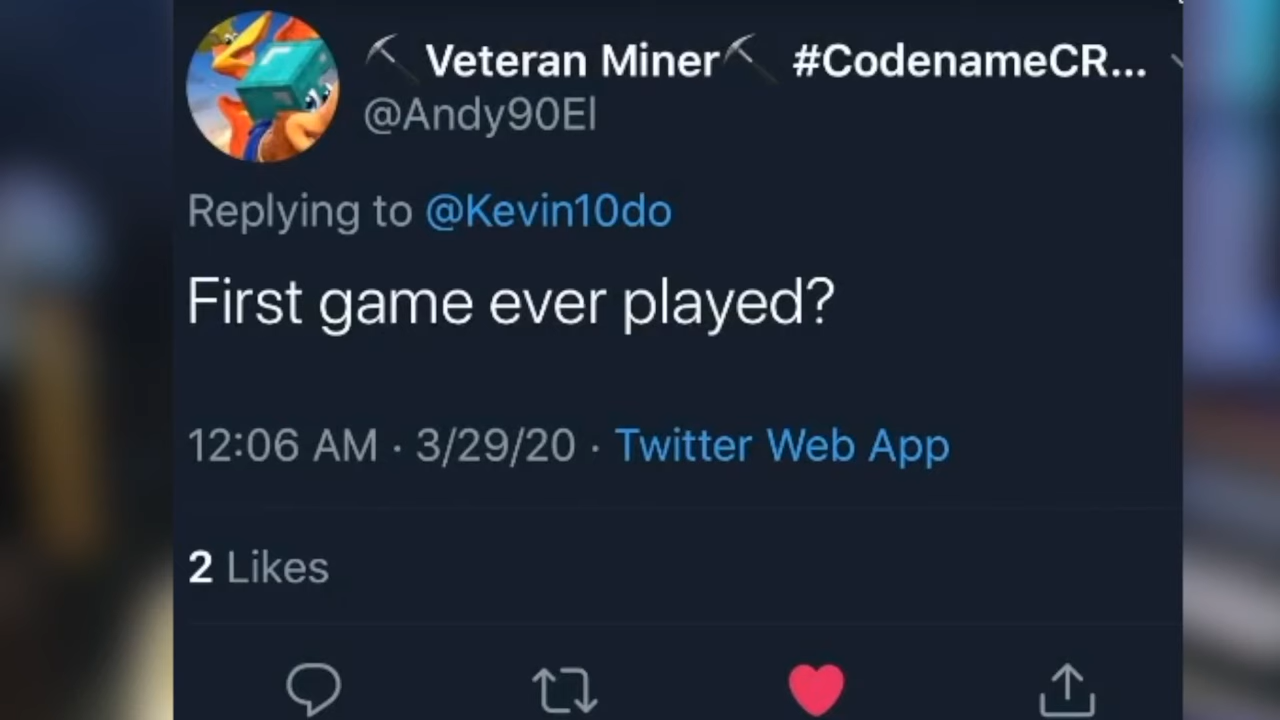 ⛏ Veteran Miner⛏ #CodenameCR...
@Andy90El
Replying to @Kevin10do
First game ever played?
12:06 AM · 3/29/20 · Twitter Web App
2 Likes